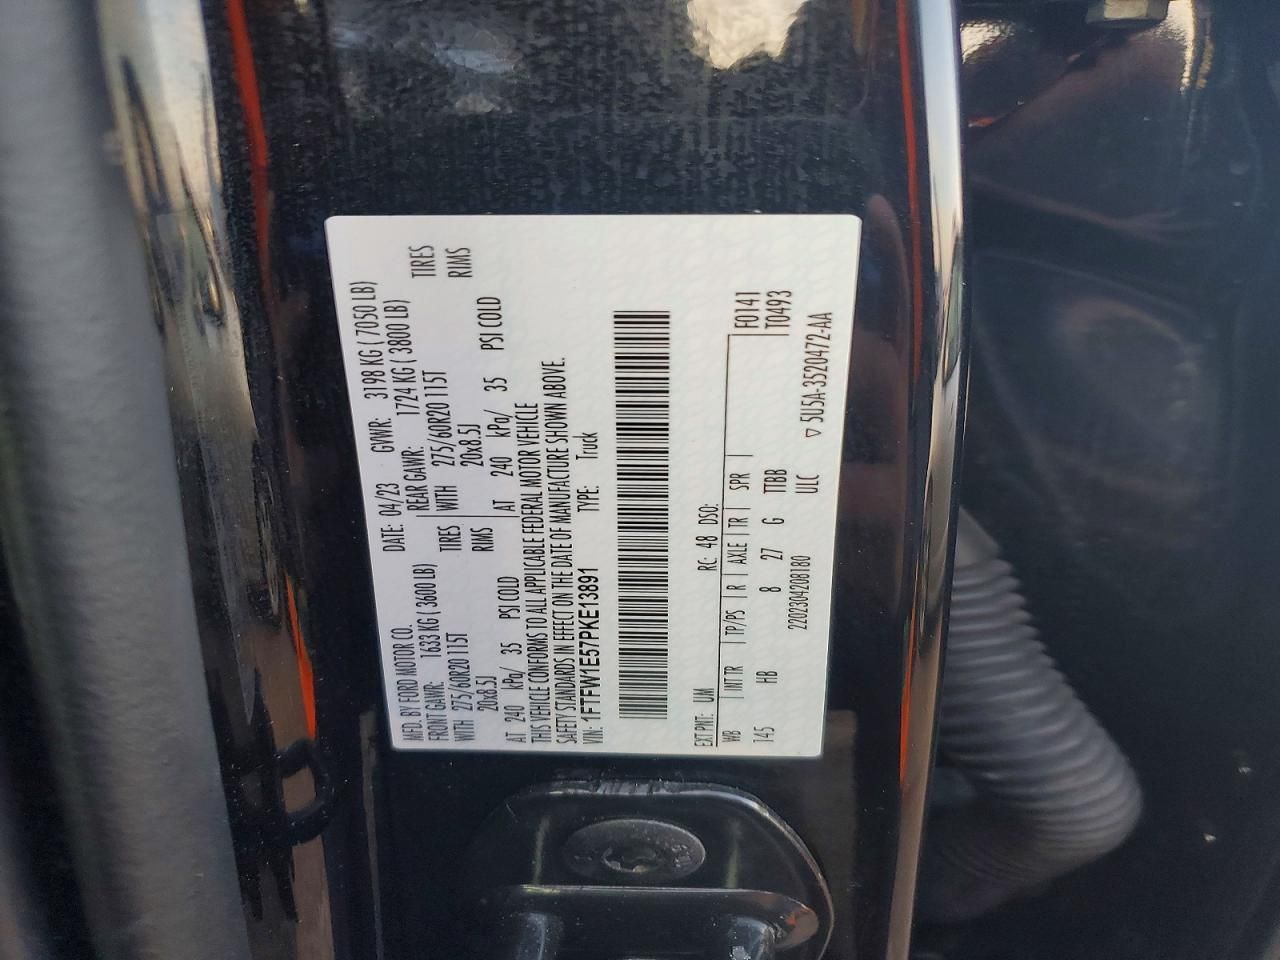 MFD. BY FORD MOTOR CO.
DATE: 04/23 GVWR: 3198 KG ( 7050 LB)
FRONT GAWR: 1633 KG ( 3600 LB) REAR GAWR: 1724 KG ( 3800 LB)
WITH 275/60R20 115T TIRES WITH 275/60R20 115T TIRES
20x8.5J RIMS 20x8.5J RIMS
AT 240 kPa/ 35 PSI COLD AT 240 kPa/ 35 PSI COLD
THIS VEHICLE CONFORMS TO ALL APPLICABLE FEDERAL MOTOR VEHICLE
SAFETY STANDARDS IN EFFECT ON THE DATE OF MANUFACTURE SHOWN ABOVE.
VIN: 1FTFW1E57PKE13891 TYPE: Truck
EXT PNT: UM RC: 48 DSO:
WB INT TR TP/PS R AXLE TR SPR F0141
145 HB 8 27 G TTBB T0493
220230420​8180 ULC
5U5A-3520472-AA